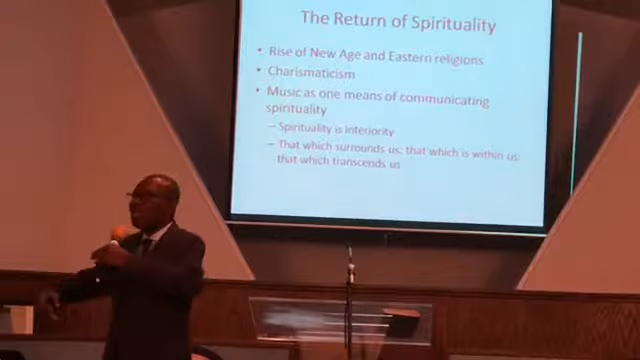 The Return of Spirituality
• Rise of New Age and Eastern religions
• Charismaticism
• Music as one means of communicating
spirituality
– Spirituality is interiority
– That which surrounds us; that which is within us;
that which transcends us